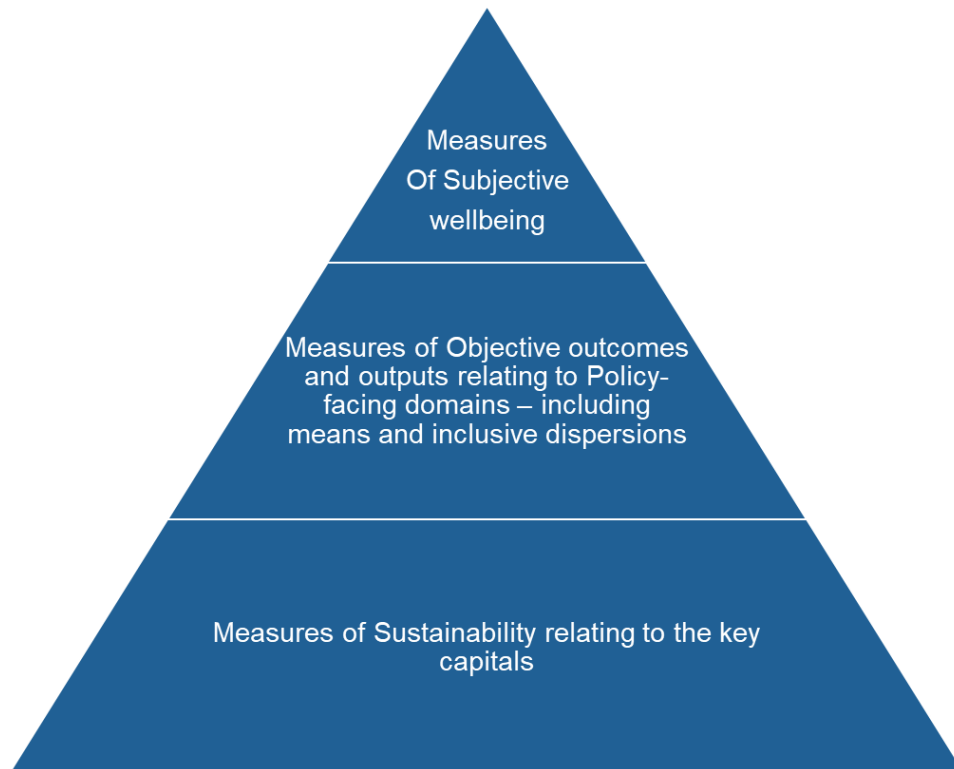 Measures
Of Subjective
wellbeing
Measures of Objective outcomes
and outputs relating to Policy-
facing domains – including
means and inclusive dispersions
Measures of Sustainability relating to the key
capitals